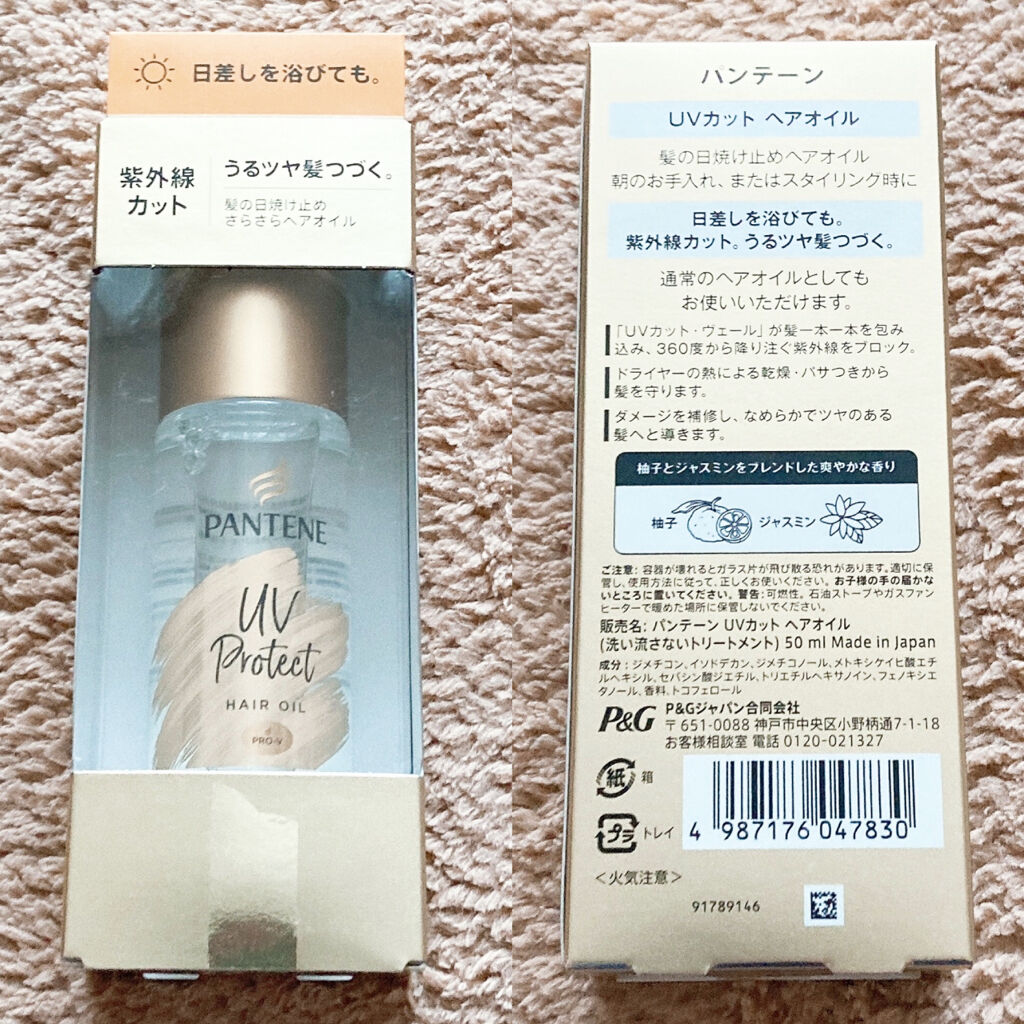 日差しを浴びても。
紫外線
カット
うるツヤ髪つづく。
髪の日焼け止め
さらさらヘアオイル
PANTENE
UV
Protect
HAIR OIL
PRO-V
パンテーン
UVカット ヘアオイル
髪の日焼け止めヘアオイル
朝のお手入れ、またはスタイリング時に
日差しを浴びても。
紫外線カット。うるツヤ髪つづく。
通常のヘアオイルとしても
お使いいただけます。
「UVカット・ヴェール」が髪一本一本を包み
込み、360度から降り注ぐ紫外線をブロック。
ドライヤーの熱による乾燥・パサつきから
髪を守ります。
ダメージを補修し、なめらかでツヤのある
髪へと導きます。
柚子とジャスミンをブレンドした爽やかな香り
柚子
ジャスミン
ご注意: 容器が壊れるとガラス片が飛び散る恐れがあります。適切に保
管し、使用方法に従って、正しくお使いください。お子様の手の届かな
いところに置いてください。警告: 可燃性。石油ストーブやガスファン
ヒーターで暖めた場所に保管しないでください。
販売名: パンテーン UVカット ヘアオイル
(洗い流さないトリートメント) 50 ml Made in Japan
成分: ジメチコン、イソドデカン、ジメチコノール、メトキシケイヒ酸エチ
ルヘキシル、セバシン酸ジエチル、トリエチルヘキサノイン、フェノキシエ
タノール、香料、トコフェロール
P&G
P&Gジャパン合同会社
〒651-0088 神戸市中央区小野柄通7-1-18
お客様相談室 電話 0120-021327
紙 箱
プラ トレイ
4 987176 047830
<火気注意>
91789146